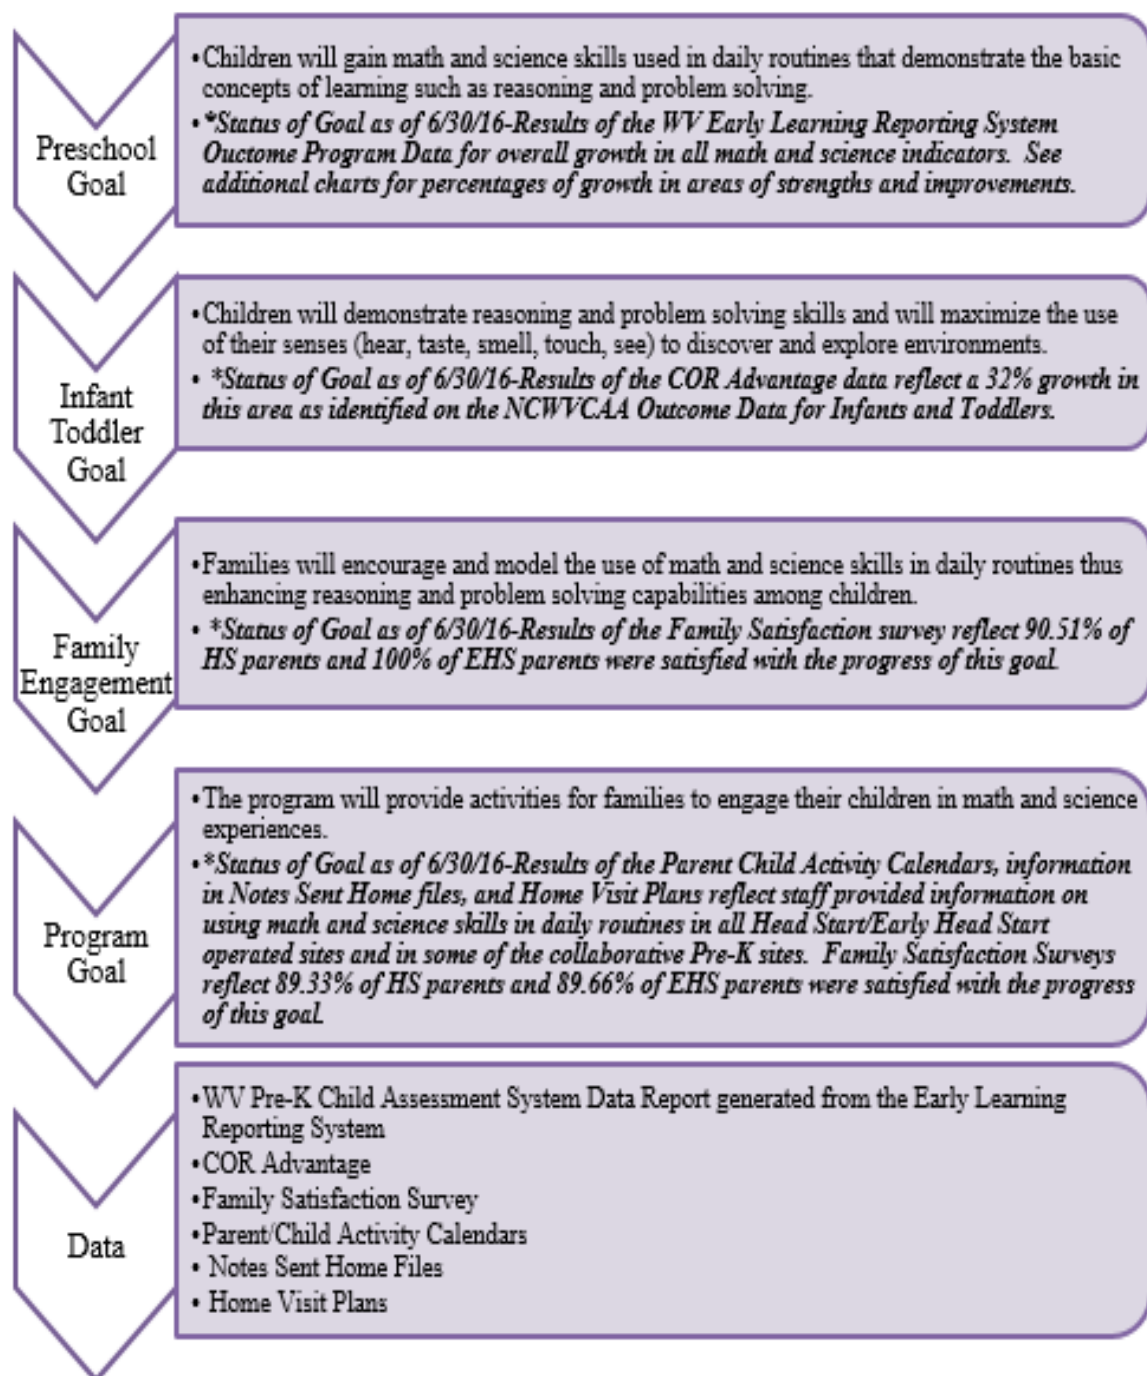 Preschool
Goal
•Children will gain math and science skills used in daily routines that demonstrate the basic
concepts of learning such as reasoning and problem solving.
•*Status of Goal as of 6/30/16-Results of the WV Early Learning Reporting System
Ouctome Program Data for overall growth in all math and science indicators.  See
additional charts for percentages of growth in areas of strengths and improvements.
Infant
Toddler
Goal
•Children will demonstrate reasoning and problem solving skills and will maximize the use
of their senses (hear, taste, smell, touch, see) to discover and explore environments.
• *Status of Goal as of 6/30/16-Results of the COR Advantage data reflect a 32% growth in
this area as identified on the NCWVCAA Outcome Data for Infants and Toddlers.
Family
Engagement
Goal
•Families will encourage and model the use of math and science skills in daily routines thus
enhancing reasoning and problem solving capabilities among children.
• *Status of Goal as of 6/30/16-Results of the Family Satisfaction survey reflect 90.51% of
HS parents and 100% of EHS parents were satisfied with the progress of this goal.
Program
Goal
•The program will provide activities for families to engage their children in math and science
experiences.
•*Status of Goal as of 6/30/16-Results of the Parent Child Activity Calendars, information
in Notes Sent Home files, and Home Visit Plans reflect staff provided information on
using math and science skills in daily routines in all Head Start/Early Head Start
operated sites and in some of the collaborative Pre-K sites.  Family Satisfaction Surveys
reflect 89.33% of HS parents and 89.66% of EHS parents were satisfied with the progress
of this goal.
Data
•WV Pre-K Child Assessment System Data Report generated from the Early Learning
Reporting System
•COR Advantage
•Family Satisfaction Survey
•Parent/Child Activity Calendars
• Notes Sent Home Files
• Home Visit Plans